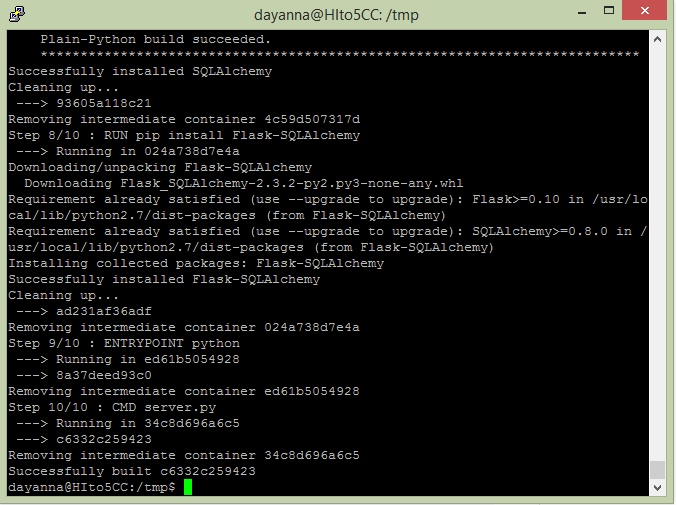 dayanna@HIto5CC: /tmp
Plain-Python build succeeded.
***************************************************************************
Successfully installed SQLAlchemy
Cleaning up...
---> 93605a118c21
Removing intermediate container 4c59d507317d
Step 8/10 : RUN pip install Flask-SQLAlchemy
---> Running in 024a738d7e4a
Downloading/unpacking Flask-SQLAlchemy
Downloading Flask_SQLAlchemy-2.3.2-py2.py3-none-any.whl
Requirement already satisfied (use --upgrade to upgrade): Flask>=0.10 in /usr/lo
cal/lib/python2.7/dist-packages (from Flask-SQLAlchemy)
Requirement already satisfied (use --upgrade to upgrade): SQLAlchemy>=0.8.0 in /
usr/local/lib/python2.7/dist-packages (from Flask-SQLAlchemy)
Installing collected packages: Flask-SQLAlchemy
Successfully installed Flask-SQLAlchemy
Cleaning up...
---> ad231af36adf
Removing intermediate container 024a738d7e4a
Step 9/10 : ENTRYPOINT python
---> Running in ed61b5054928
---> 8a37deed93c0
Removing intermediate container ed61b5054928
Step 10/10 : CMD server.py
---> Running in 34c8d696a6c5
---> c6332c259423
Removing intermediate container 34c8d696a6c5
Successfully built c6332c259423
dayanna@HIto5CC:/tmp$